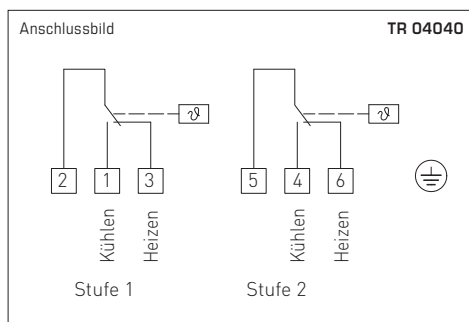 Anschlussbild TR 04040
ϑ ϑ
2 1 3 5 4 6
Kühlen Heizen Kühlen Heizen
Stufe 1 Stufe 2